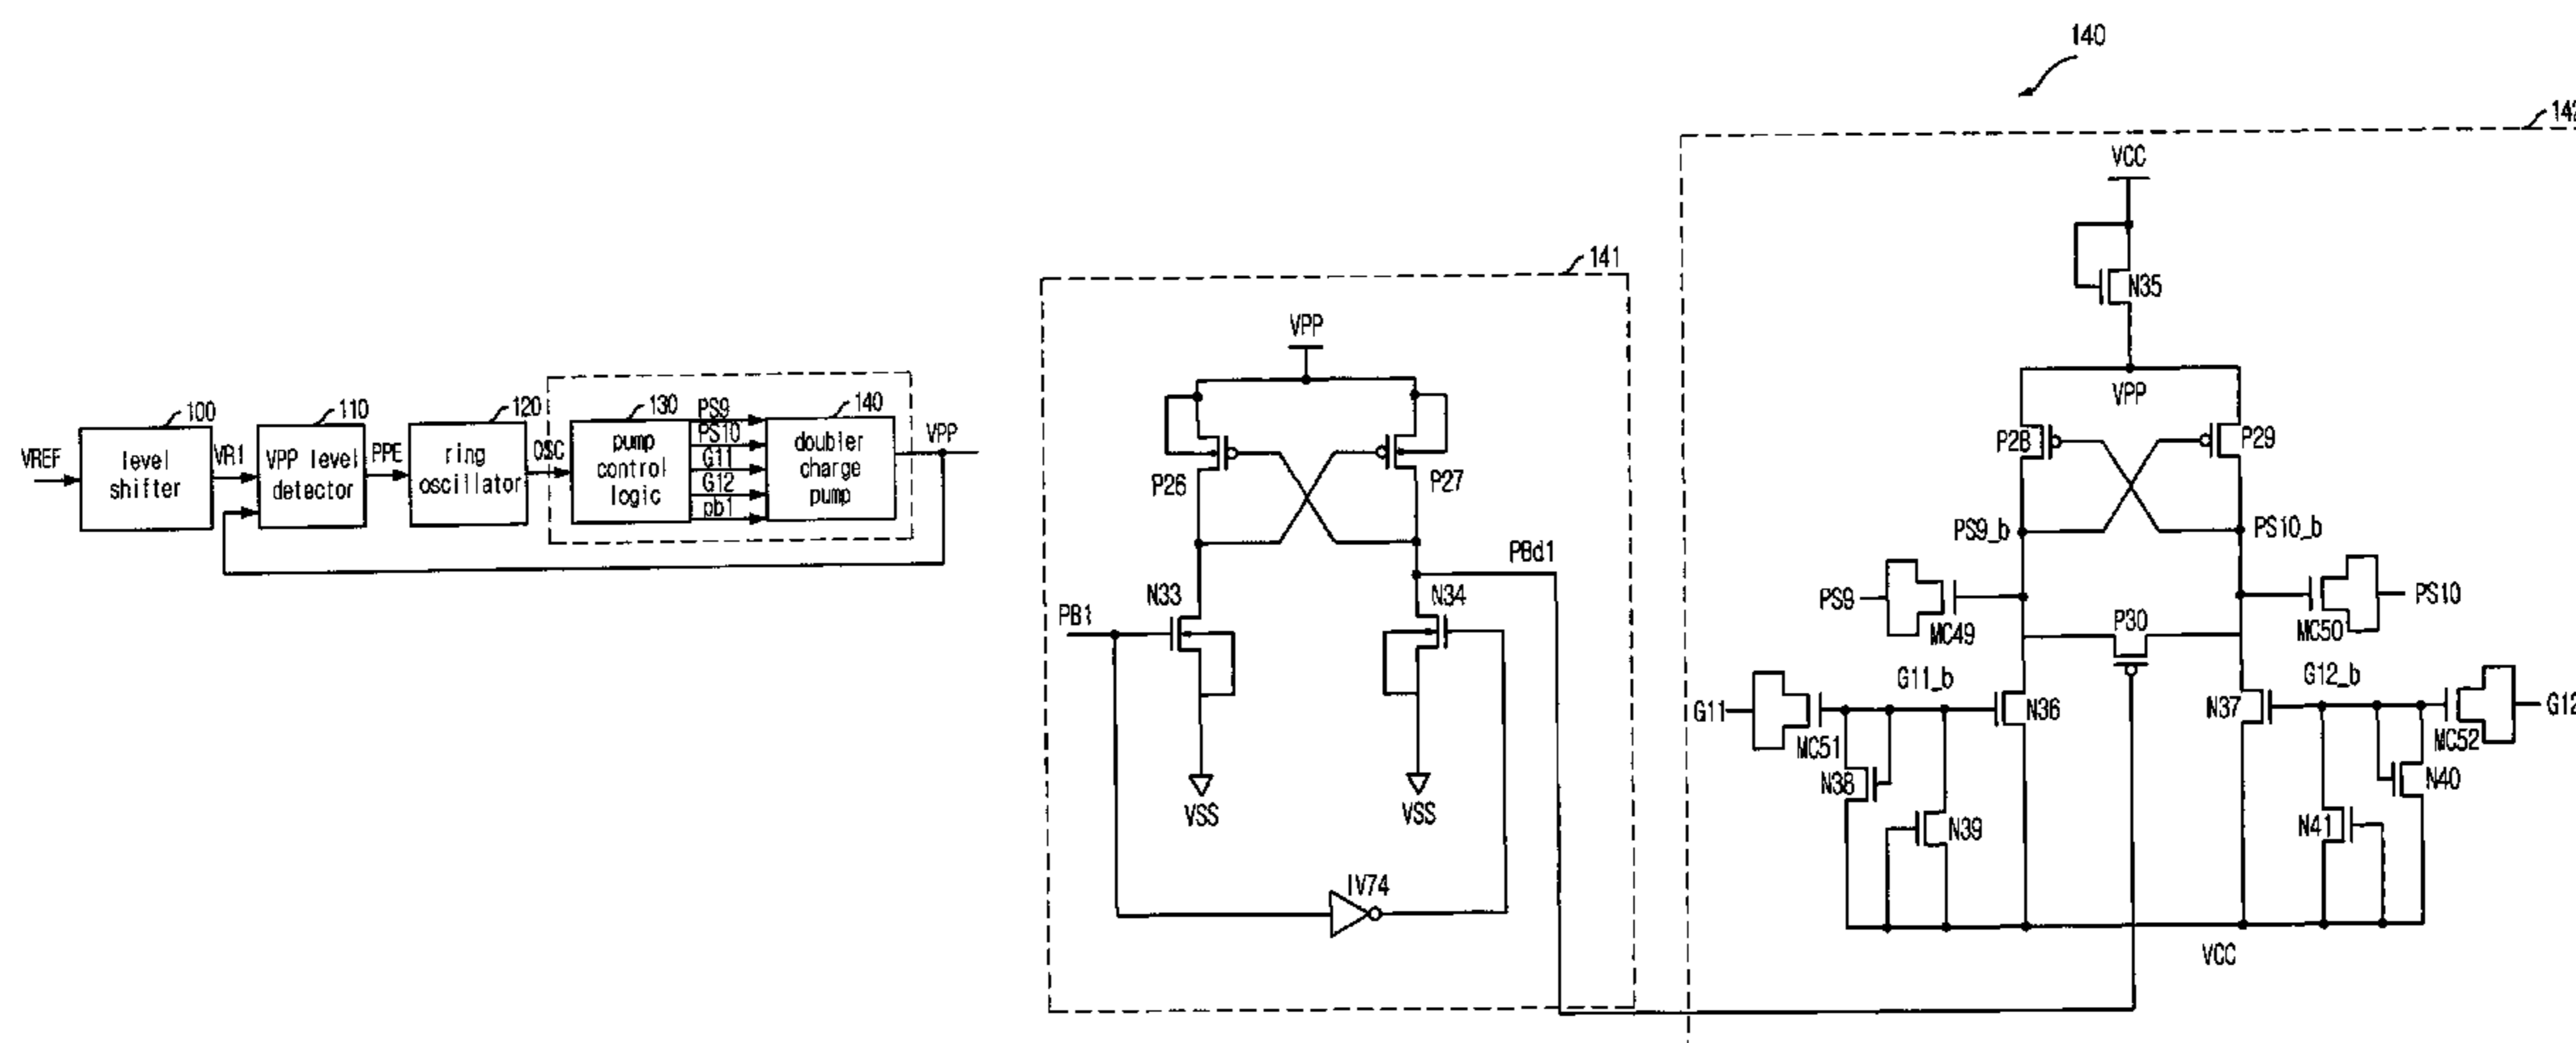 100
110
120
130
140
VREF
level
shifter
VR1
VPP level
detector
PPE
ring
oscillator
OSC
pump
control
logic
PS9
PS10
G11
G12
pb1
doubler
charge
pump
VPP
141
VPP
P26
P27
PBd1
PB1
N33
N34
VSS
VSS
IV74
140
142
VCC
N35
VPP
P28
P29
PS9_b
PS10_b
PS9
MC49
P30
MC50
PS10
G11
MC51
G11_b
N36
G12_b
N37
MC52
G12
N38
N39
N41
N40
VCC